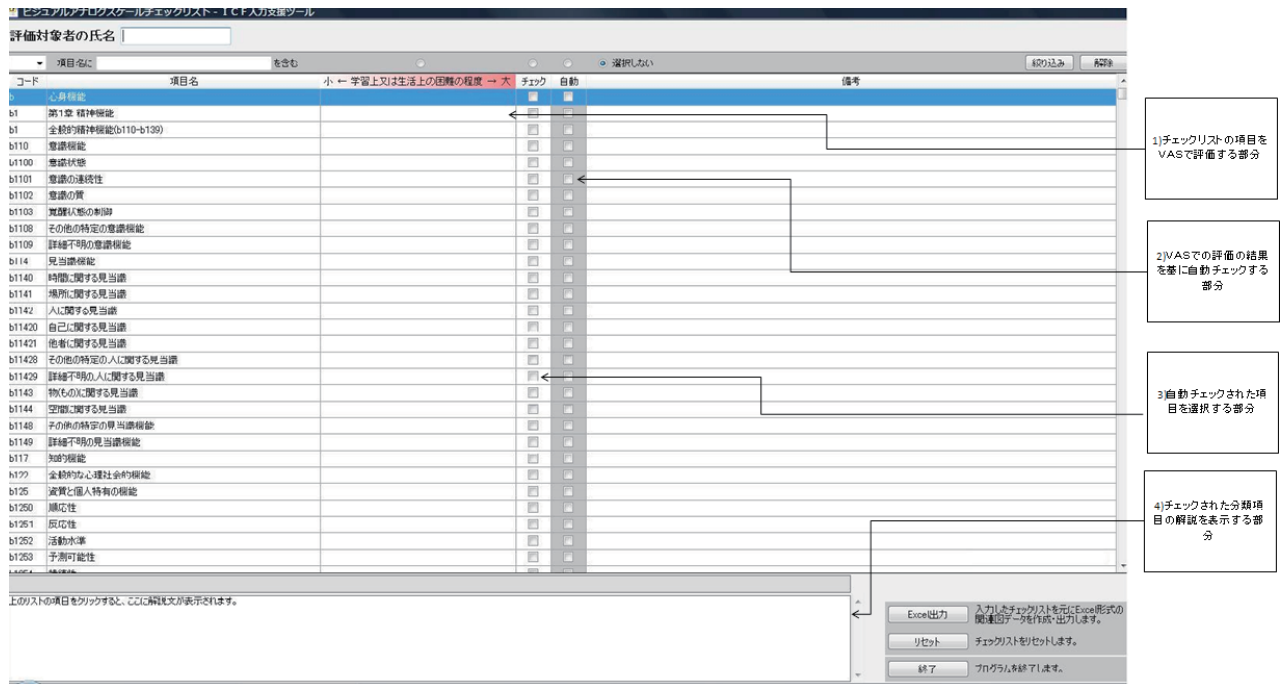 ビジュアルアナログスケールチェックリスト - ICF入力支援ツール
評価対象者の氏名
項目名に を含む 選択しない 絞り込み 解除
コード 項目名 小 ← 学習上又は生活上の困難の程度 → 大 チェック 自動 備考
b 心身機能
b1 第1章 精神機能
b1 全般的精神機能(b110-b139)
b110 意識機能
b1100 意識状態
b1101 意識の連続性
b1102 意識の質
b1103 覚醒状態の制御
b1108 その他の特定の意識機能
b1109 詳細不明の意識機能
b114 見当識機能
b1140 時間に関する見当識
b1141 場所に関する見当識
b1142 人に関する見当識
b11420 自己に関する見当識
b11421 他者に関する見当識
b11428 その他の特定の人に関する見当識
b11429 詳細不明の人に関する見当識
b1143 物(もの)に関する見当識
b1144 空間に関する見当識
b1148 その他の特定の見当識機能
b1149 詳細不明の見当識機能
b117 知的機能
b122 全般的な心理社会的機能
b125 資質と個人特有の機能
b1250 順応性
b1251 反応性
b1252 活動水準
b1253 予測可能性
上のリストの項目をクリックすると、ここに解説文が表示されます。
Excel出力 入力したチェックリストを元にExcel形式の
関連図データを作成・出力します。
リセット チェックリストをリセットします。
終了 プログラムを終了します。
1)チェックリストの項目を
VASで評価する部分
2)VASでの評価の結果
を基に自動チェックする
部分
3)自動チェックされた項
目を選択する部分
4)チェックされた分類項
目の解説を表示する部
分